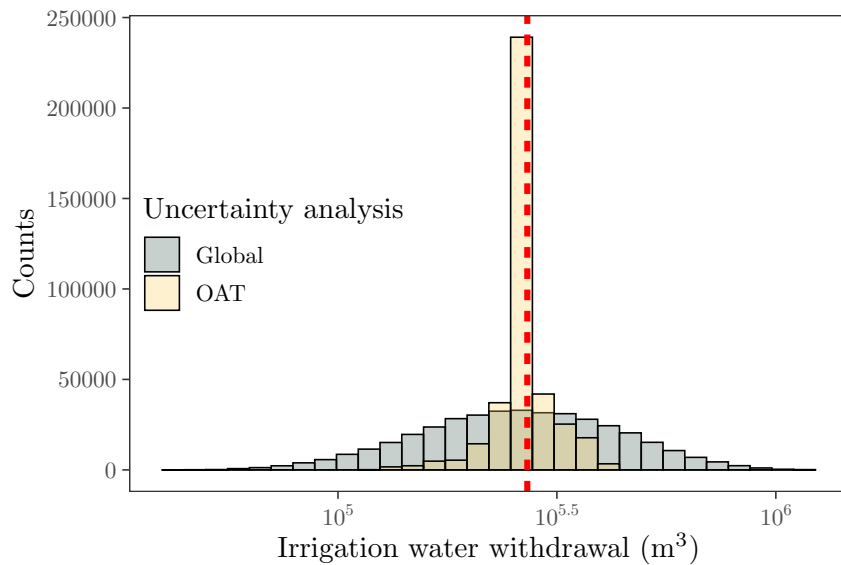 250000
200000
150000
100000
50000
0
Counts
Uncertainty analysis
Global
OAT
10^5
10^5.5
10^6
Irrigation water withdrawal (m^3)